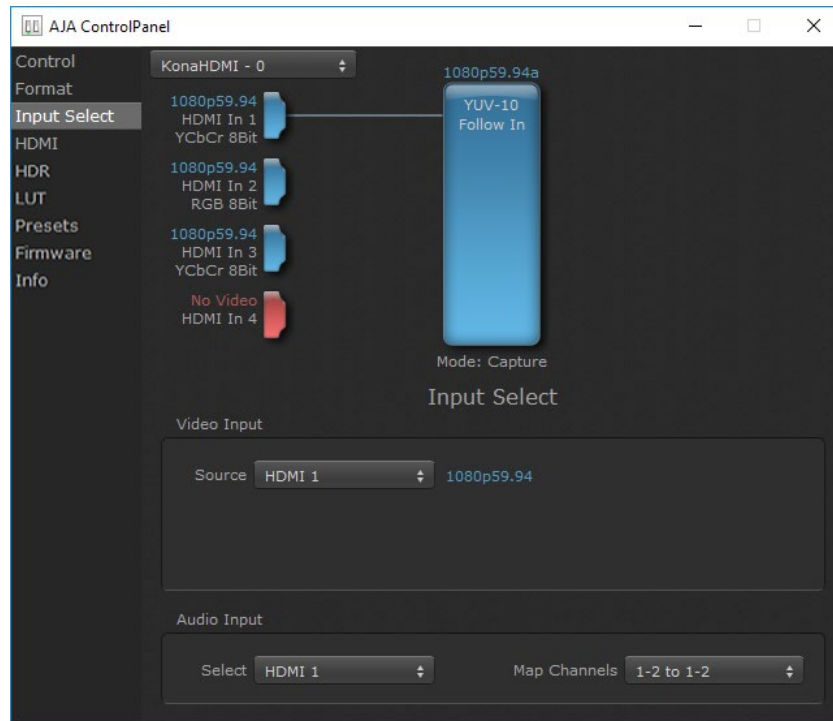 AJA ControlPanel
Control
Format
Input Select
HDMI
HDR
LUT
Presets
Firmware
Info
KonaHDMI - 0
1080p59.94
HDMI In 1
YCbCr 8Bit
1080p59.94
HDMI In 2
RGB 8Bit
1080p59.94
HDMI In 3
YCbCr 8Bit
No Video
HDMI In 4
1080p59.94a
YUV-10
Follow In
Mode: Capture
Input Select
Video Input
Source HDMI 1 1080p59.94
Audio Input
Select HDMI 1 Map Channels 1-2 to 1-2